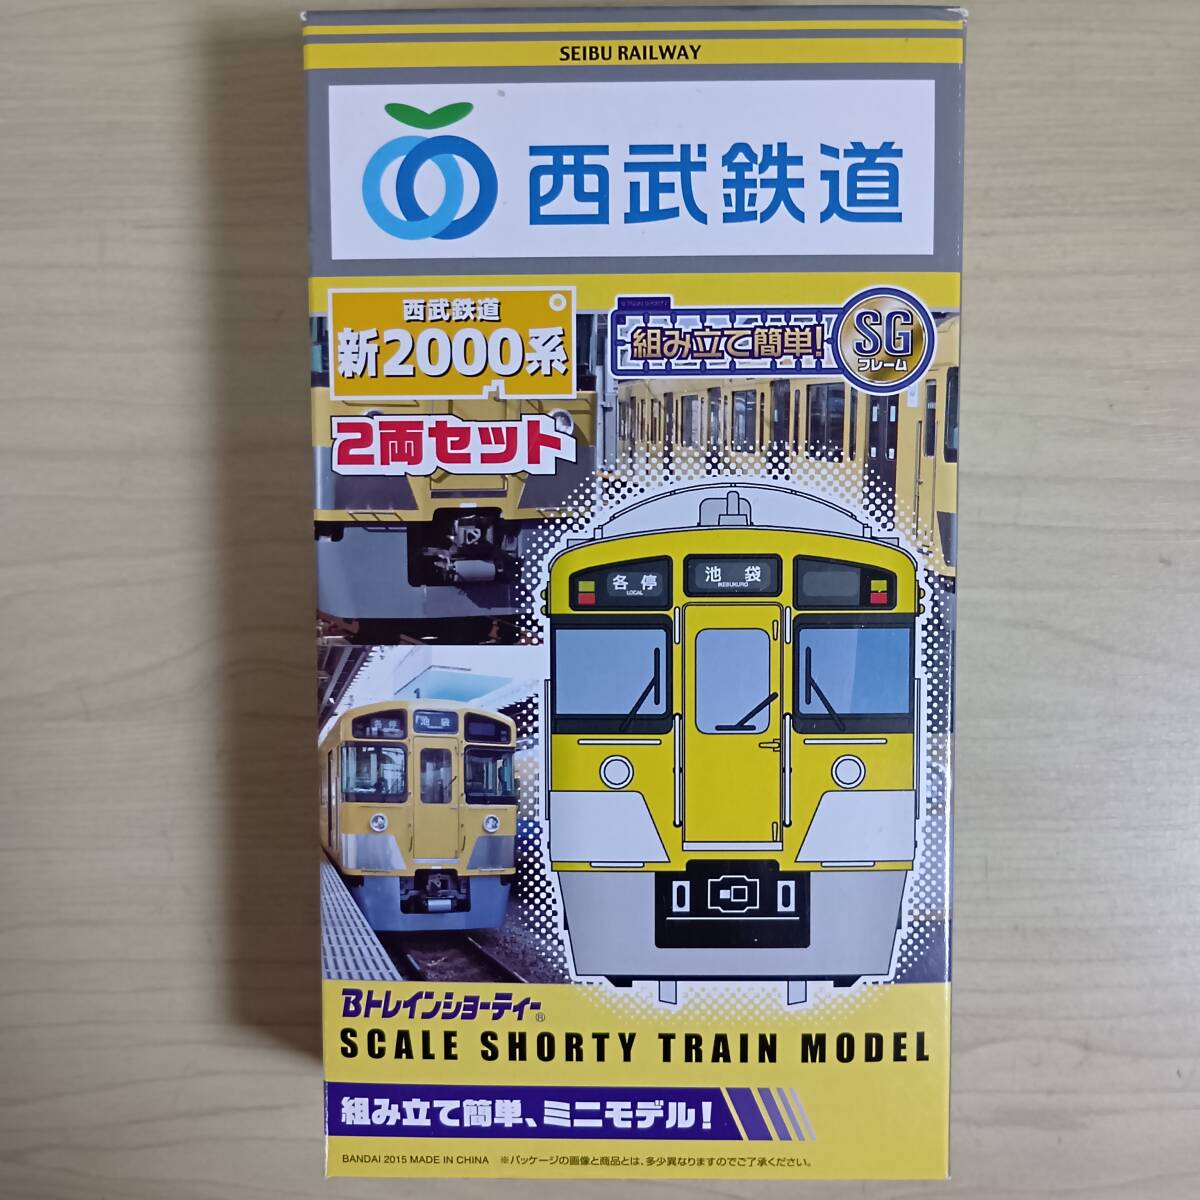 SEIBU RAILWAY
西武鉄道
西武鉄道
新2000系
2両セット
組み立て簡単!
SG
フレーム
各停
LOCAL
池袋
IKEBUKURO
各停
池袋
Bトレインショーティー®
SCALE SHORTY TRAIN MODEL
組み立て簡単、ミニモデル!
BANDAI 2015 MADE IN CHINA ※パッケージの画像と商品とは、多少異なりますのでご了承ください。